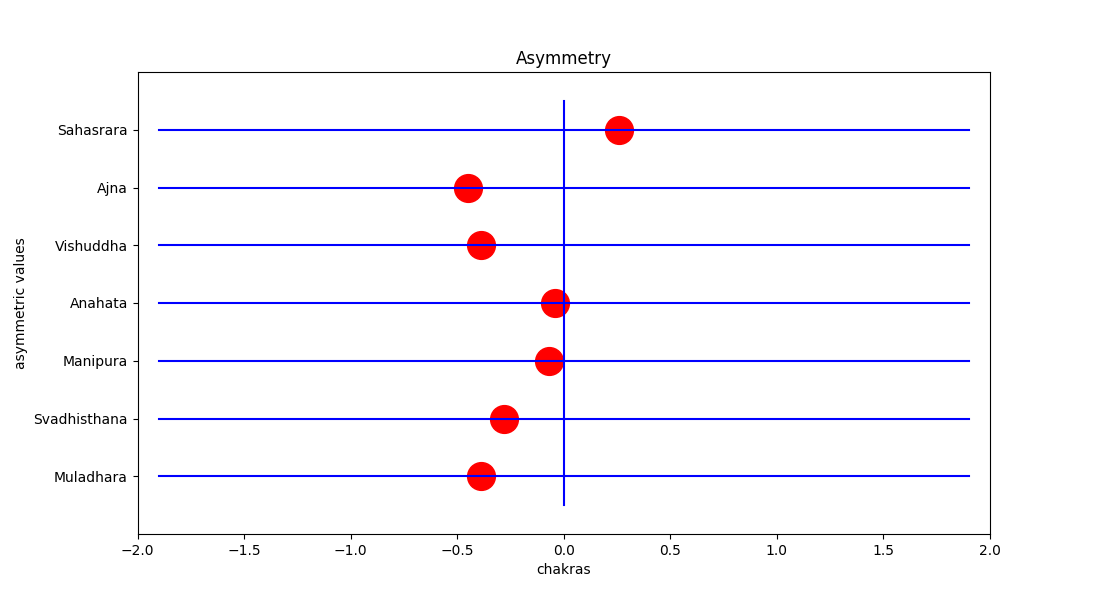 Asymmetry
asymmetric values
Sahasrara
Ajna
Vishuddha
Anahata
Manipura
Svadhisthana
Muladhara
−2.0 −1.5 −1.0 −0.5 0.0 0.5 1.0 1.5 2.0
chakras